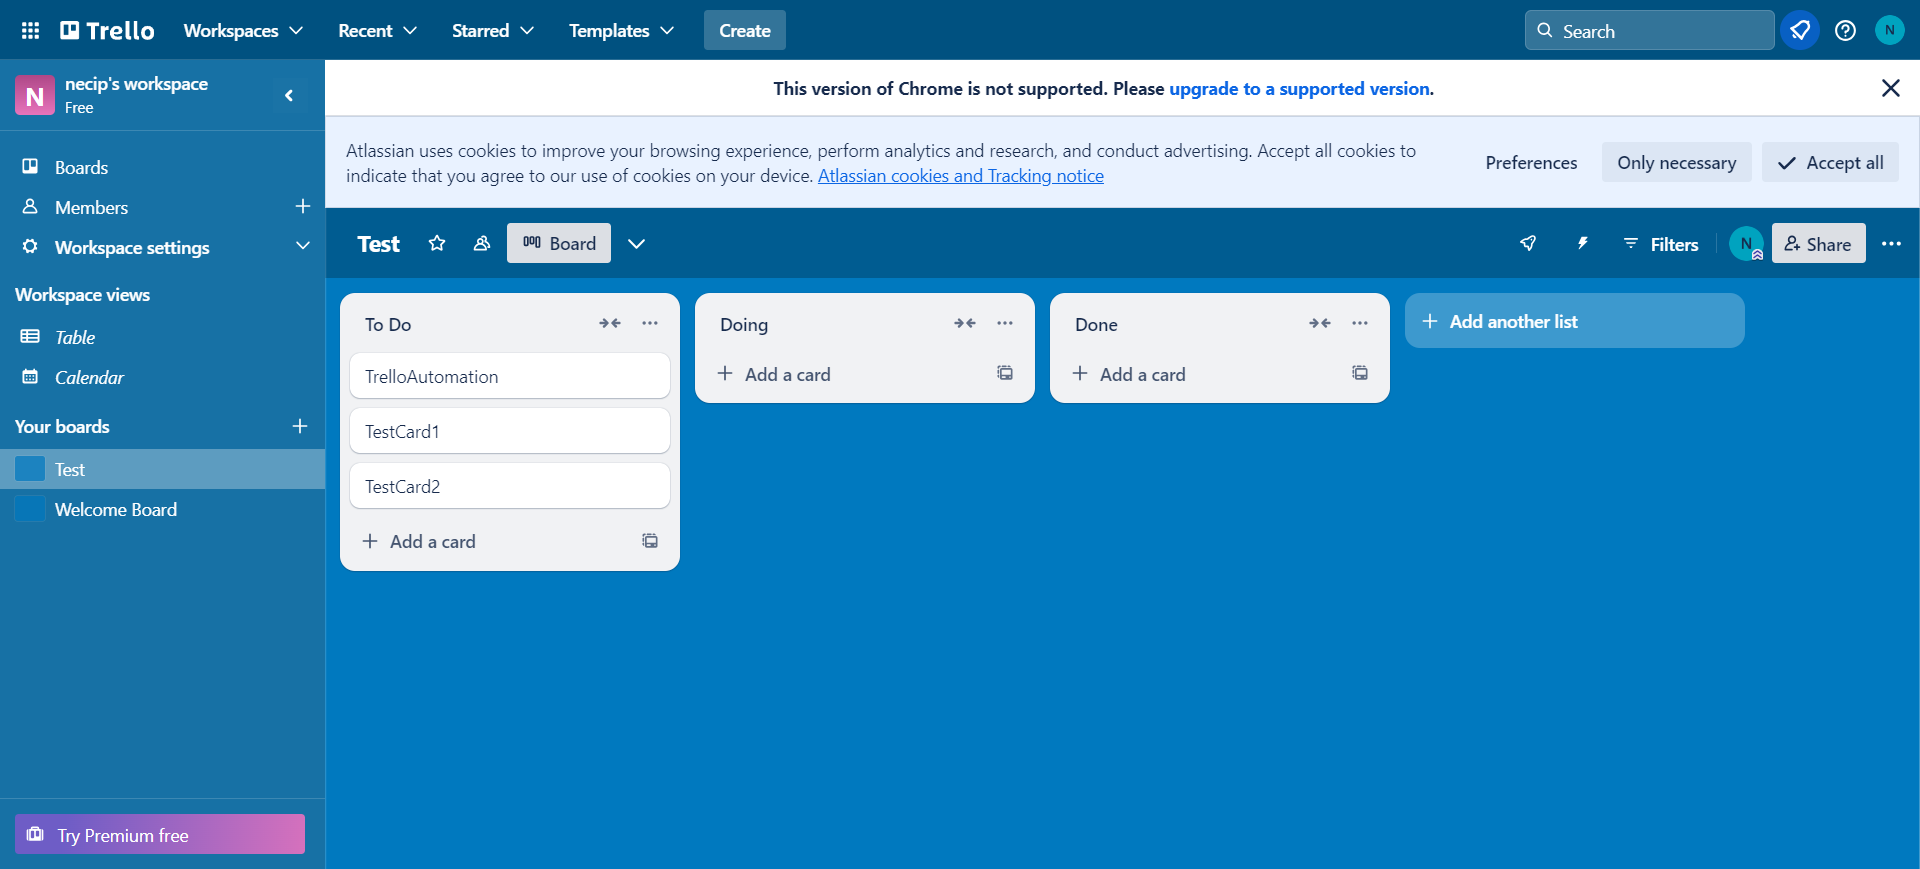 Trello
Workspaces
Recent
Starred
Templates
Create
Search
N
N
necip's workspace
Free
This version of Chrome is not supported. Please upgrade to a supported version.
Atlassian uses cookies to improve your browsing experience, perform analytics and research, and conduct advertising. Accept all cookies to
indicate that you agree to our use of cookies on your device. Atlassian cookies and Tracking notice
Preferences
Only necessary
Accept all
Boards
Members
Workspace settings
Workspace views
Table
Calendar
Your boards
Test
Welcome Board
Try Premium free
Test
Board
Filters
N
Share
To Do
TrelloAutomation
TestCard1
TestCard2
Add a card
Doing
Add a card
Done
Add a card
Add another list